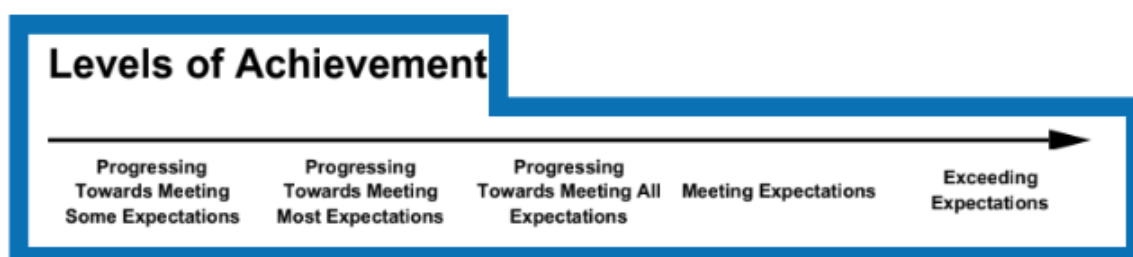 Levels of Achievement
Progressing
Towards Meeting
Some Expectations
Progressing
Towards Meeting
Most Expectations
Progressing
Towards Meeting All
Expectations
Meeting Expectations
Exceeding
Expectations